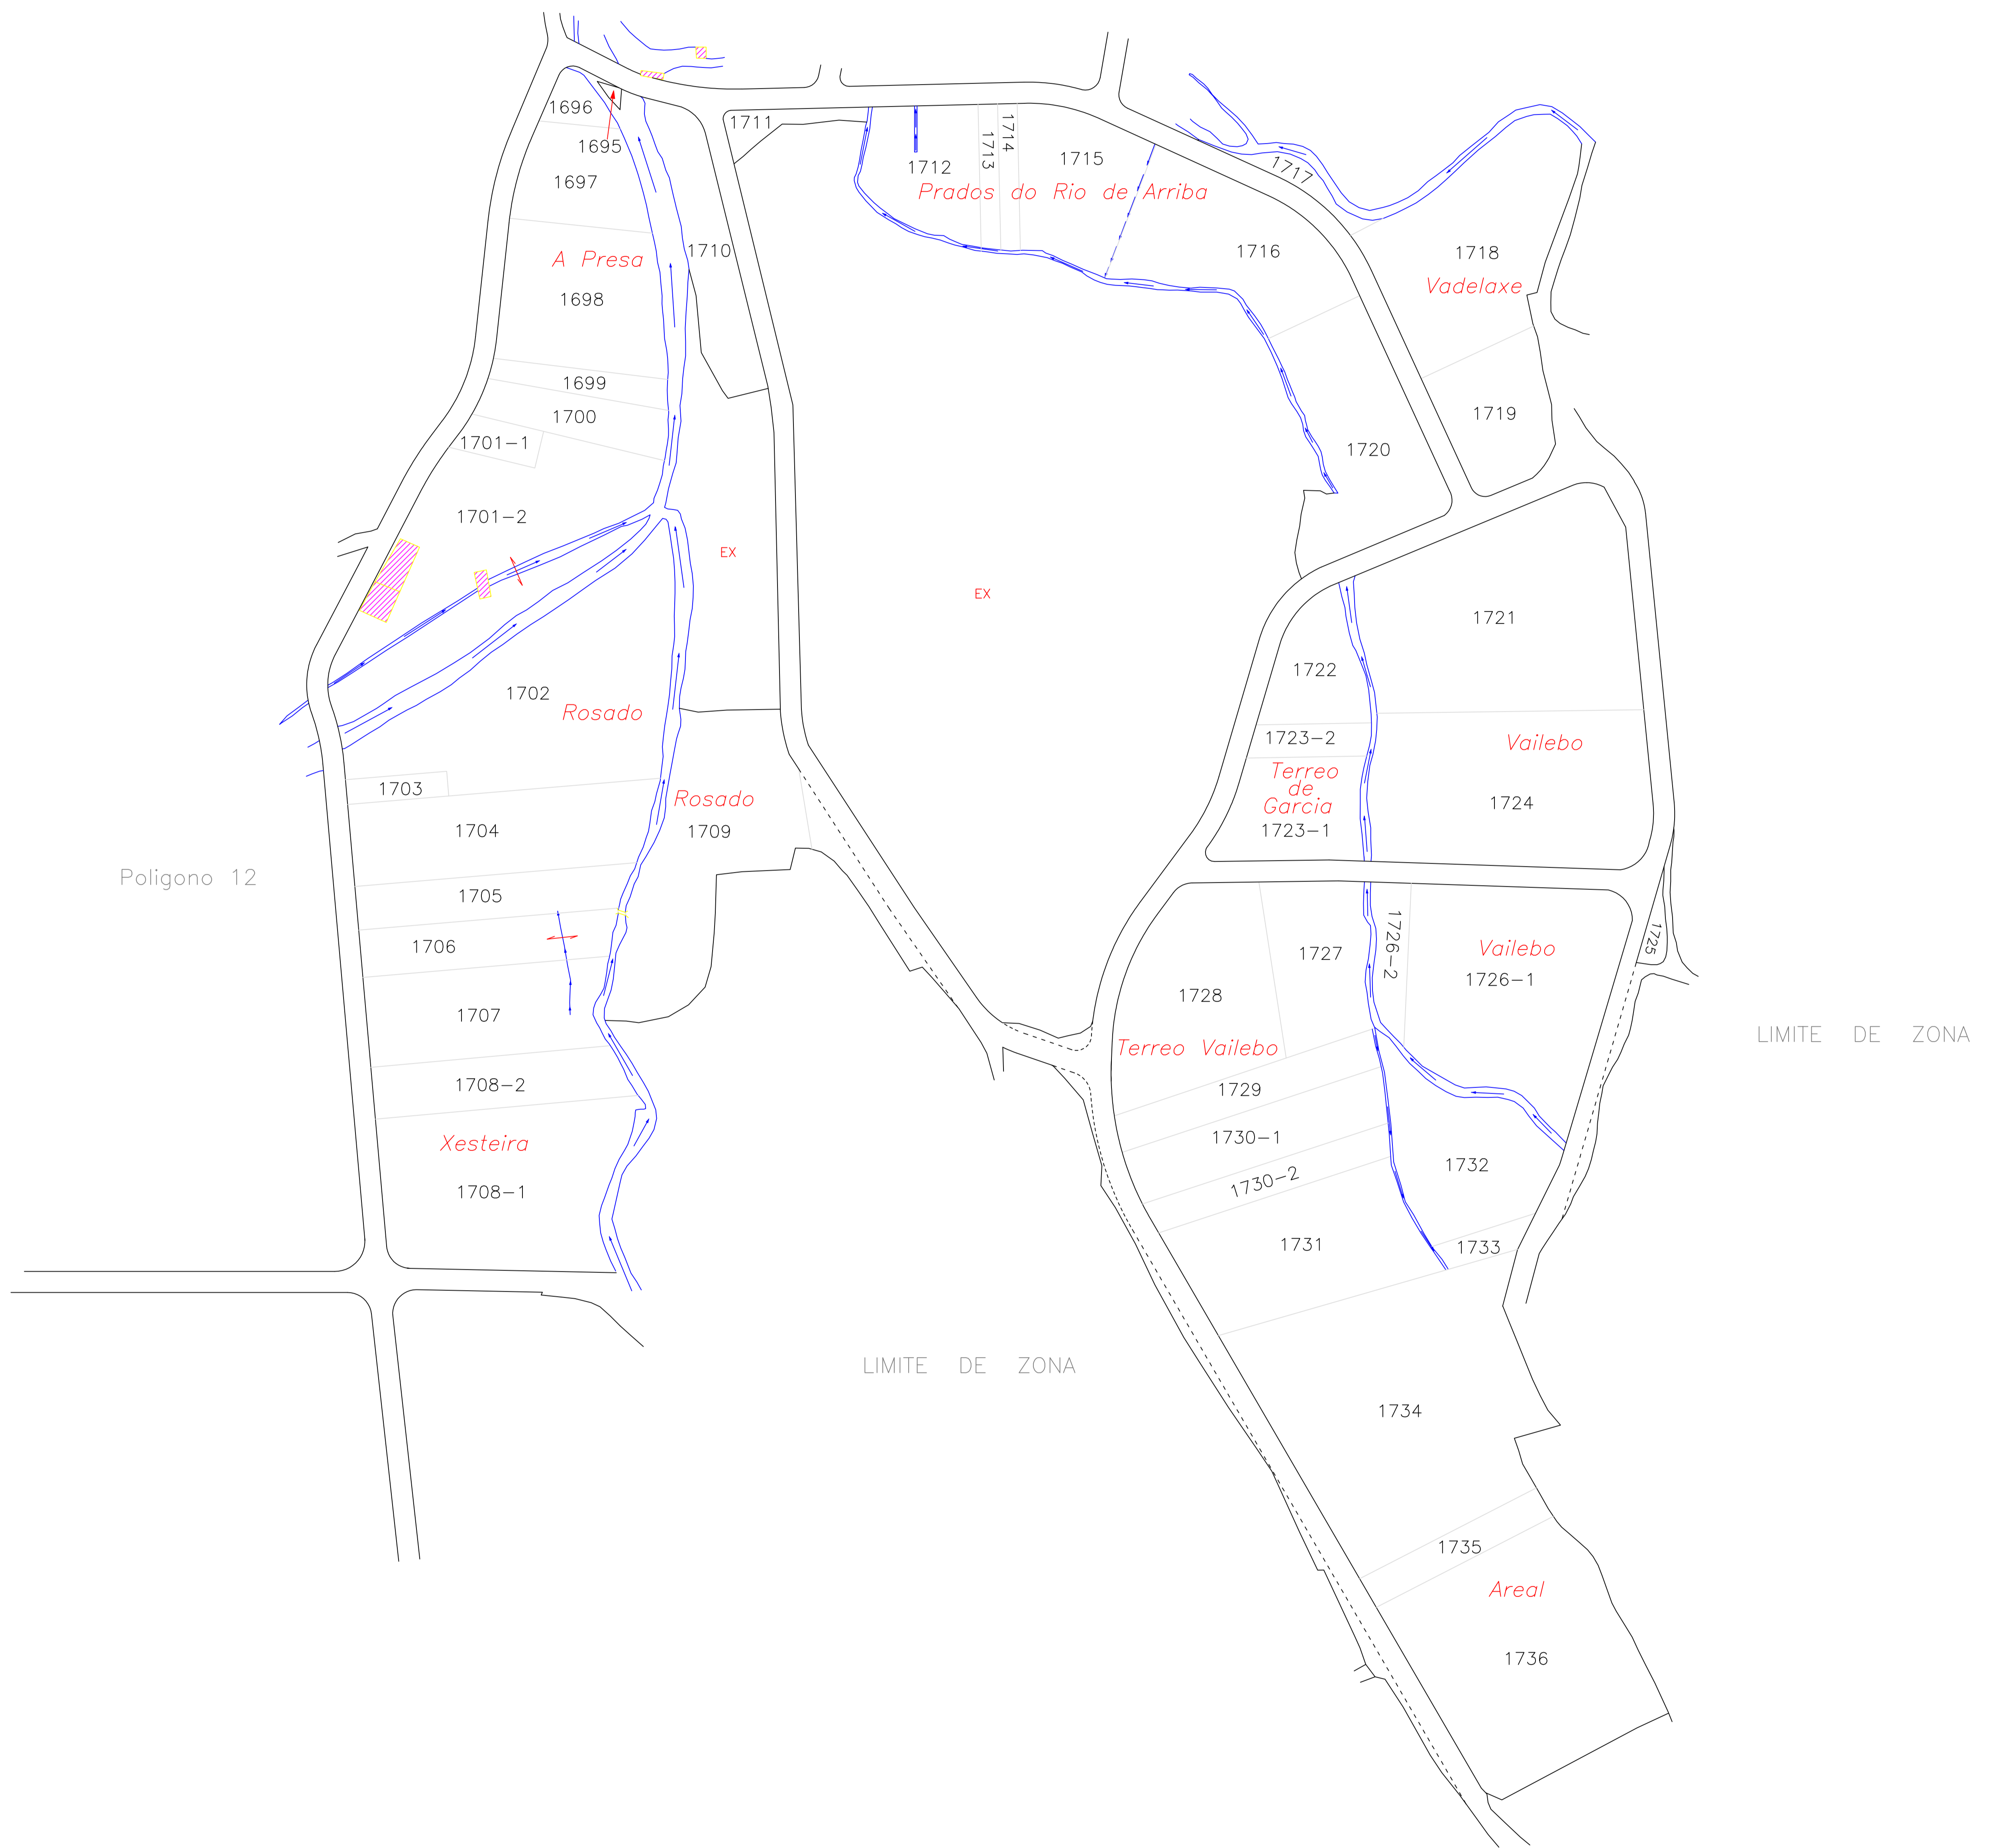 1696
1695
1697
A Presa
1698
1699
1700
1701-1
1701-2
1702
Rosado
1703
1704
1705
1706
1707
1708-2
Xesteira
1708-1
Poligono 12
1711
1710
EX
Rosado
1709
EX
1712
1713
1714
1715
Prados do Rio de Arriba
1716
1717
1718
Vadelaxe
1719
1720
1721
1722
1723-2
Terreo
de
Garcia
1723-1
Vailebo
1724
1725
1726-2
Vailebo
1726-1
1727
1728
Terreo Vailebo
1729
1730-1
1730-2
1731
1732
1733
1734
1735
Areal
1736
LIMITE DE ZONA
LIMITE DE ZONA